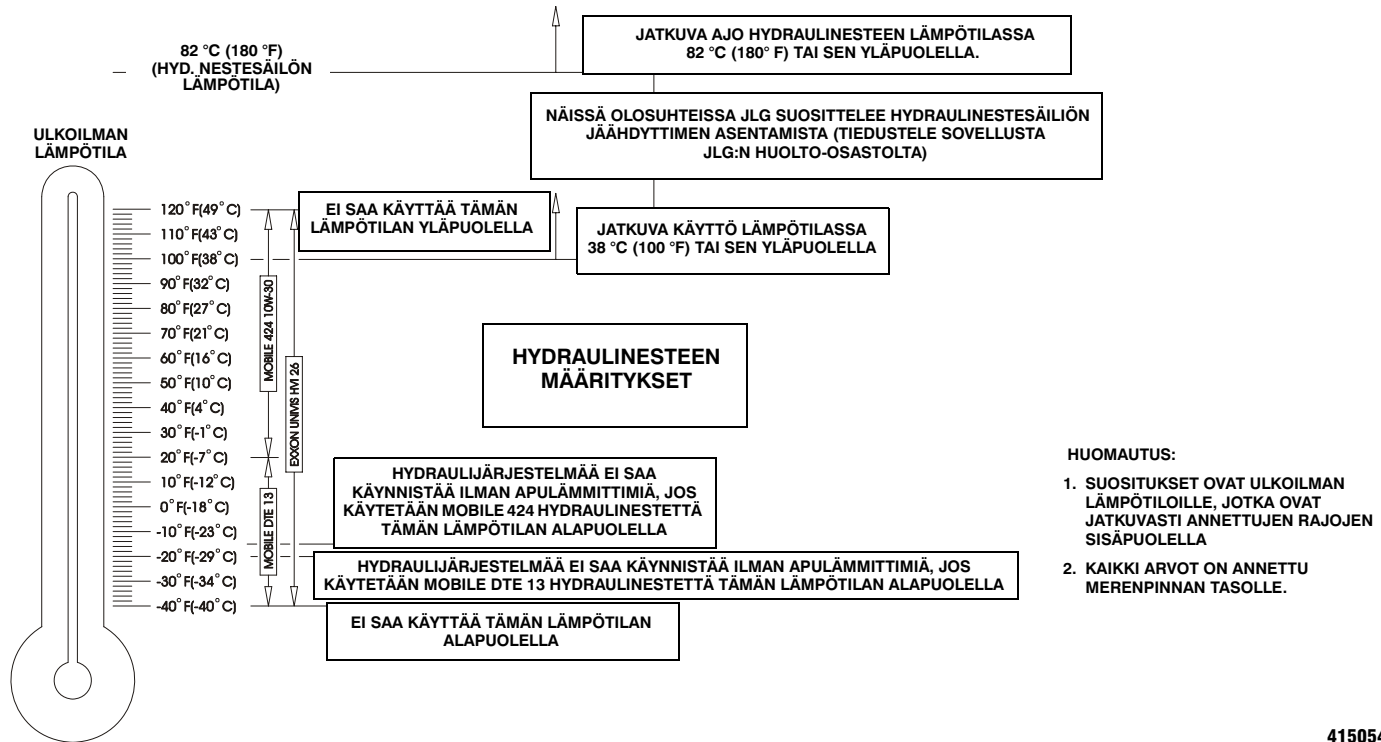 82 °C (180 °F)
(HYD. NESTESÄILÖN
LÄMPÖTILA)
JATKUVA AJO HYDRAULINESTEEN LÄMPÖTILASSA
82 °C (180° F) TAI SEN YLÄPUOLELLA.
NÄISSÄ OLOSUHTEISSA JLG SUOSITTELEE HYDRAULINESTESÄILIÖN
JÄÄHDYTTIMEN ASENTAMISTA (TIEDUSTELE SOVELLUSTA
JLG:N HUOLTO-OSASTOLTA)
ULKOILMAN
LÄMPÖTILA
EI SAA KÄYTTÄÄ TÄMÄN
LÄMPÖTILAN YLÄPUOLELLA
JATKUVA KÄYTTÖ LÄMPÖTILASSA
38 °C (100 °F) TAI SEN YLÄPUOLELLA
120°F(49°C)
110°F(43°C)
100°F(38°C)
90°F(32°C)
80°F(27°C)
70°F(21°C)
60°F(16°C)
50°F(10°C)
40°F(4°C)
30°F(-1°C)
20°F(-7°C)
10°F(-12°C)
0°F(-18°C)
-10°F(-23°C)
-20°F(-29°C)
-30°F(-34°C)
-40°F(-40°C)
MOBILE 424 10W-30
MOBILE DTE 13
EXXON UNIVIS HVI 26
HYDRAULINESTEEN
MÄÄRITYKSET
HYDRAULIJÄRJESTELMÄÄ EI SAA
KÄYNNISTÄÄ ILMAN APULÄMMITTIMIÄ, JOS
KÄYTETÄÄN MOBILE 424 HYDRAULINESTETTÄ
TÄMÄN LÄMPÖTILAN ALAPUOLELLA
HYDRAULIJÄRJESTELMÄÄ EI SAA KÄYNNISTÄÄ ILMAN APULÄMMITTIMIÄ, JOS
KÄYTETÄÄN MOBILE DTE 13 HYDRAULINESTETTÄ TÄMÄN LÄMPÖTILAN ALAPUOLELLA
EI SAA KÄYTTÄÄ TÄMÄN LÄMPÖTILAN
ALAPUOLELLA
HUOMAUTUS:
1. SUOSITUKSET OVAT ULKOILMAN
LÄMPÖTILOILLE, JOTKA OVAT
JATKUVASTI ANNETTUJEN RAJOJEN
SISÄPUOLELLA
2. KAIKKI ARVOT ON ANNETTU
MERENPINNAN TASOLLE.